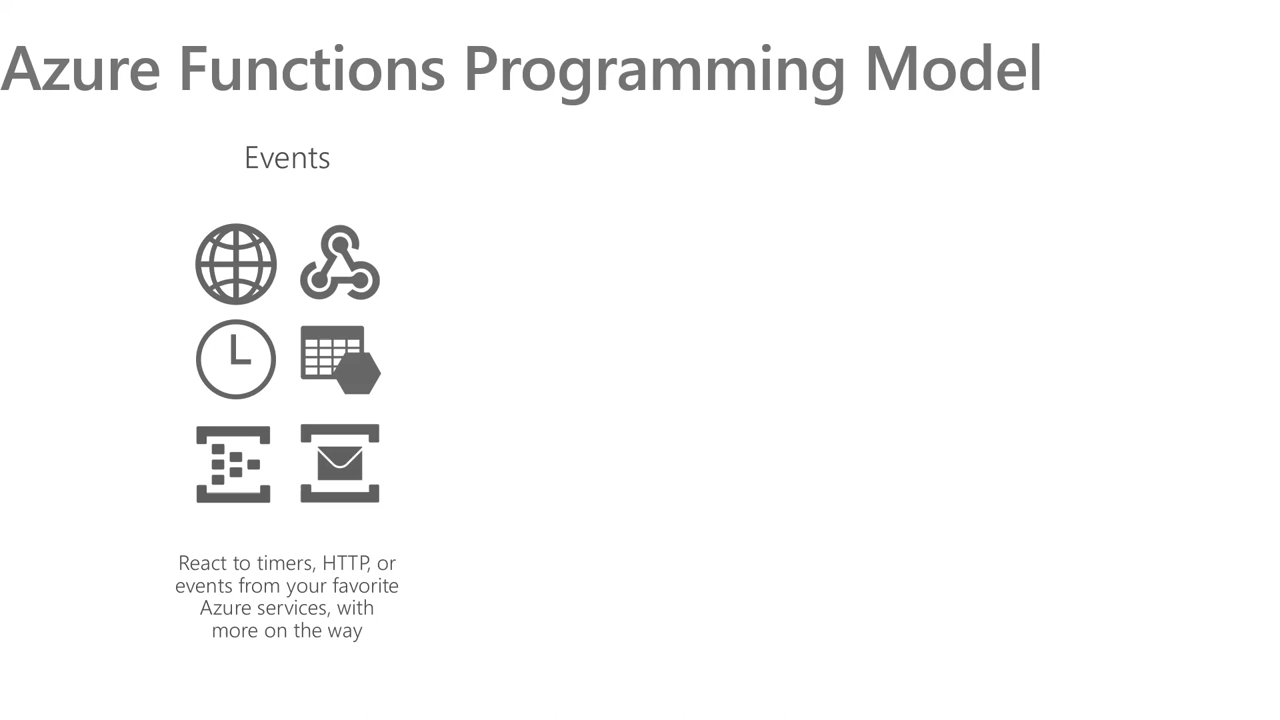 Azure Functions Programming Model
Events
React to timers, HTTP, or
events from your favorite
Azure services, with
more on the way